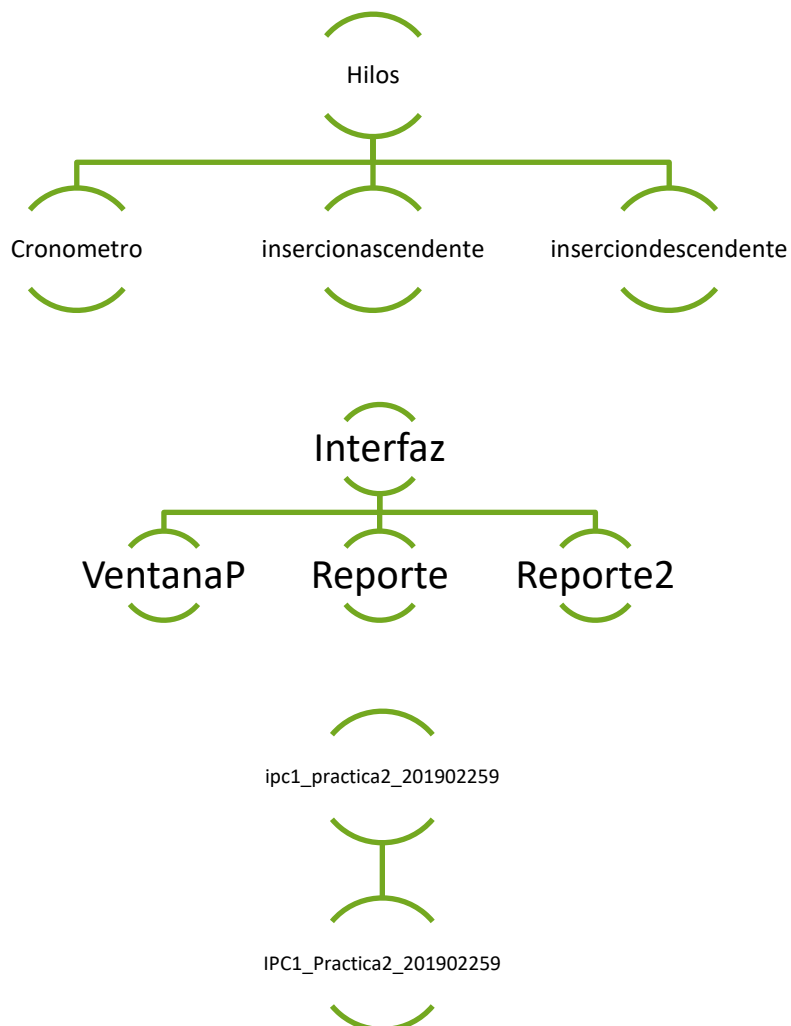 Hilos
Cronometro insercionascendente inserciondescendente
Interfaz
VentanaP Reporte Reporte2
ipc1_practica2_201902259
IPC1_Practica2_201902259